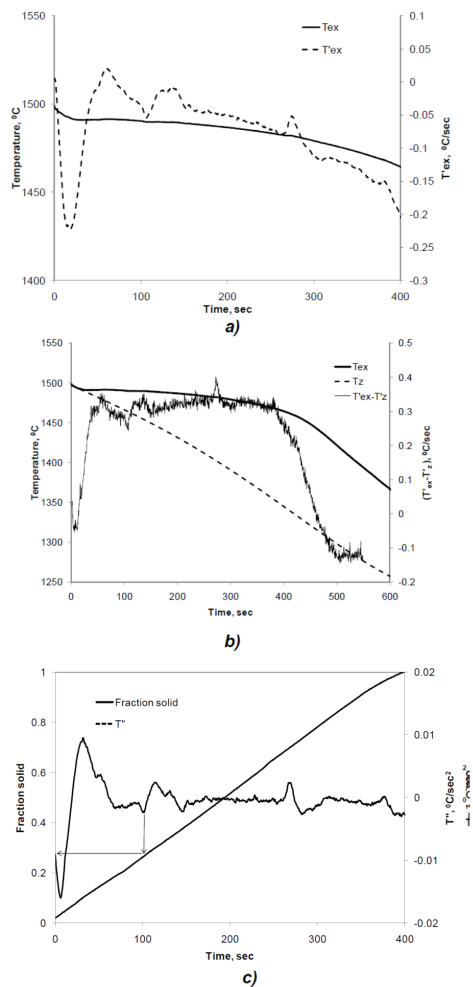 1550
1500
1450
1400
Temperature, ⁰C
Tex
T'ex
0.1
0.05
0
-0.05
-0.1
-0.15
-0.2
-0.25
-0.3
T'ex, ⁰C/sec
0
100
200
300
400
Time, sec
a)
1550
1500
1450
1400
1350
1300
1250
Temperature, ⁰C
Tex
Tz
T'ex-T'z
0.5
0.4
0.3
0.2
0.1
0
-0.1
-0.2
(T'ex-T'z), ⁰C/sec
0
100
200
300
400
500
600
Time, sec
b)
1
0.8
0.6
0.4
0.2
0
Fraction solid
Fraction solid
T"
0.02
0.01
0
-0.01
-0.02
T", ⁰C/sec²
0
100
200
300
400
Time, sec
c)